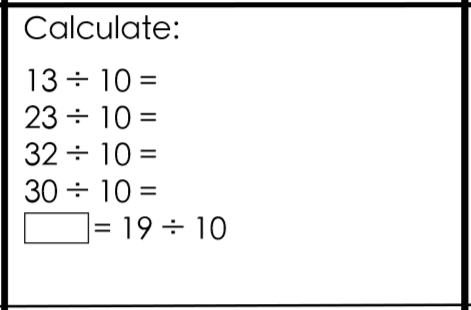 Calculate:
13 ÷ 10 =
23 ÷ 10 =
32 ÷ 10 =
30 ÷ 10 =
= 19 ÷ 10